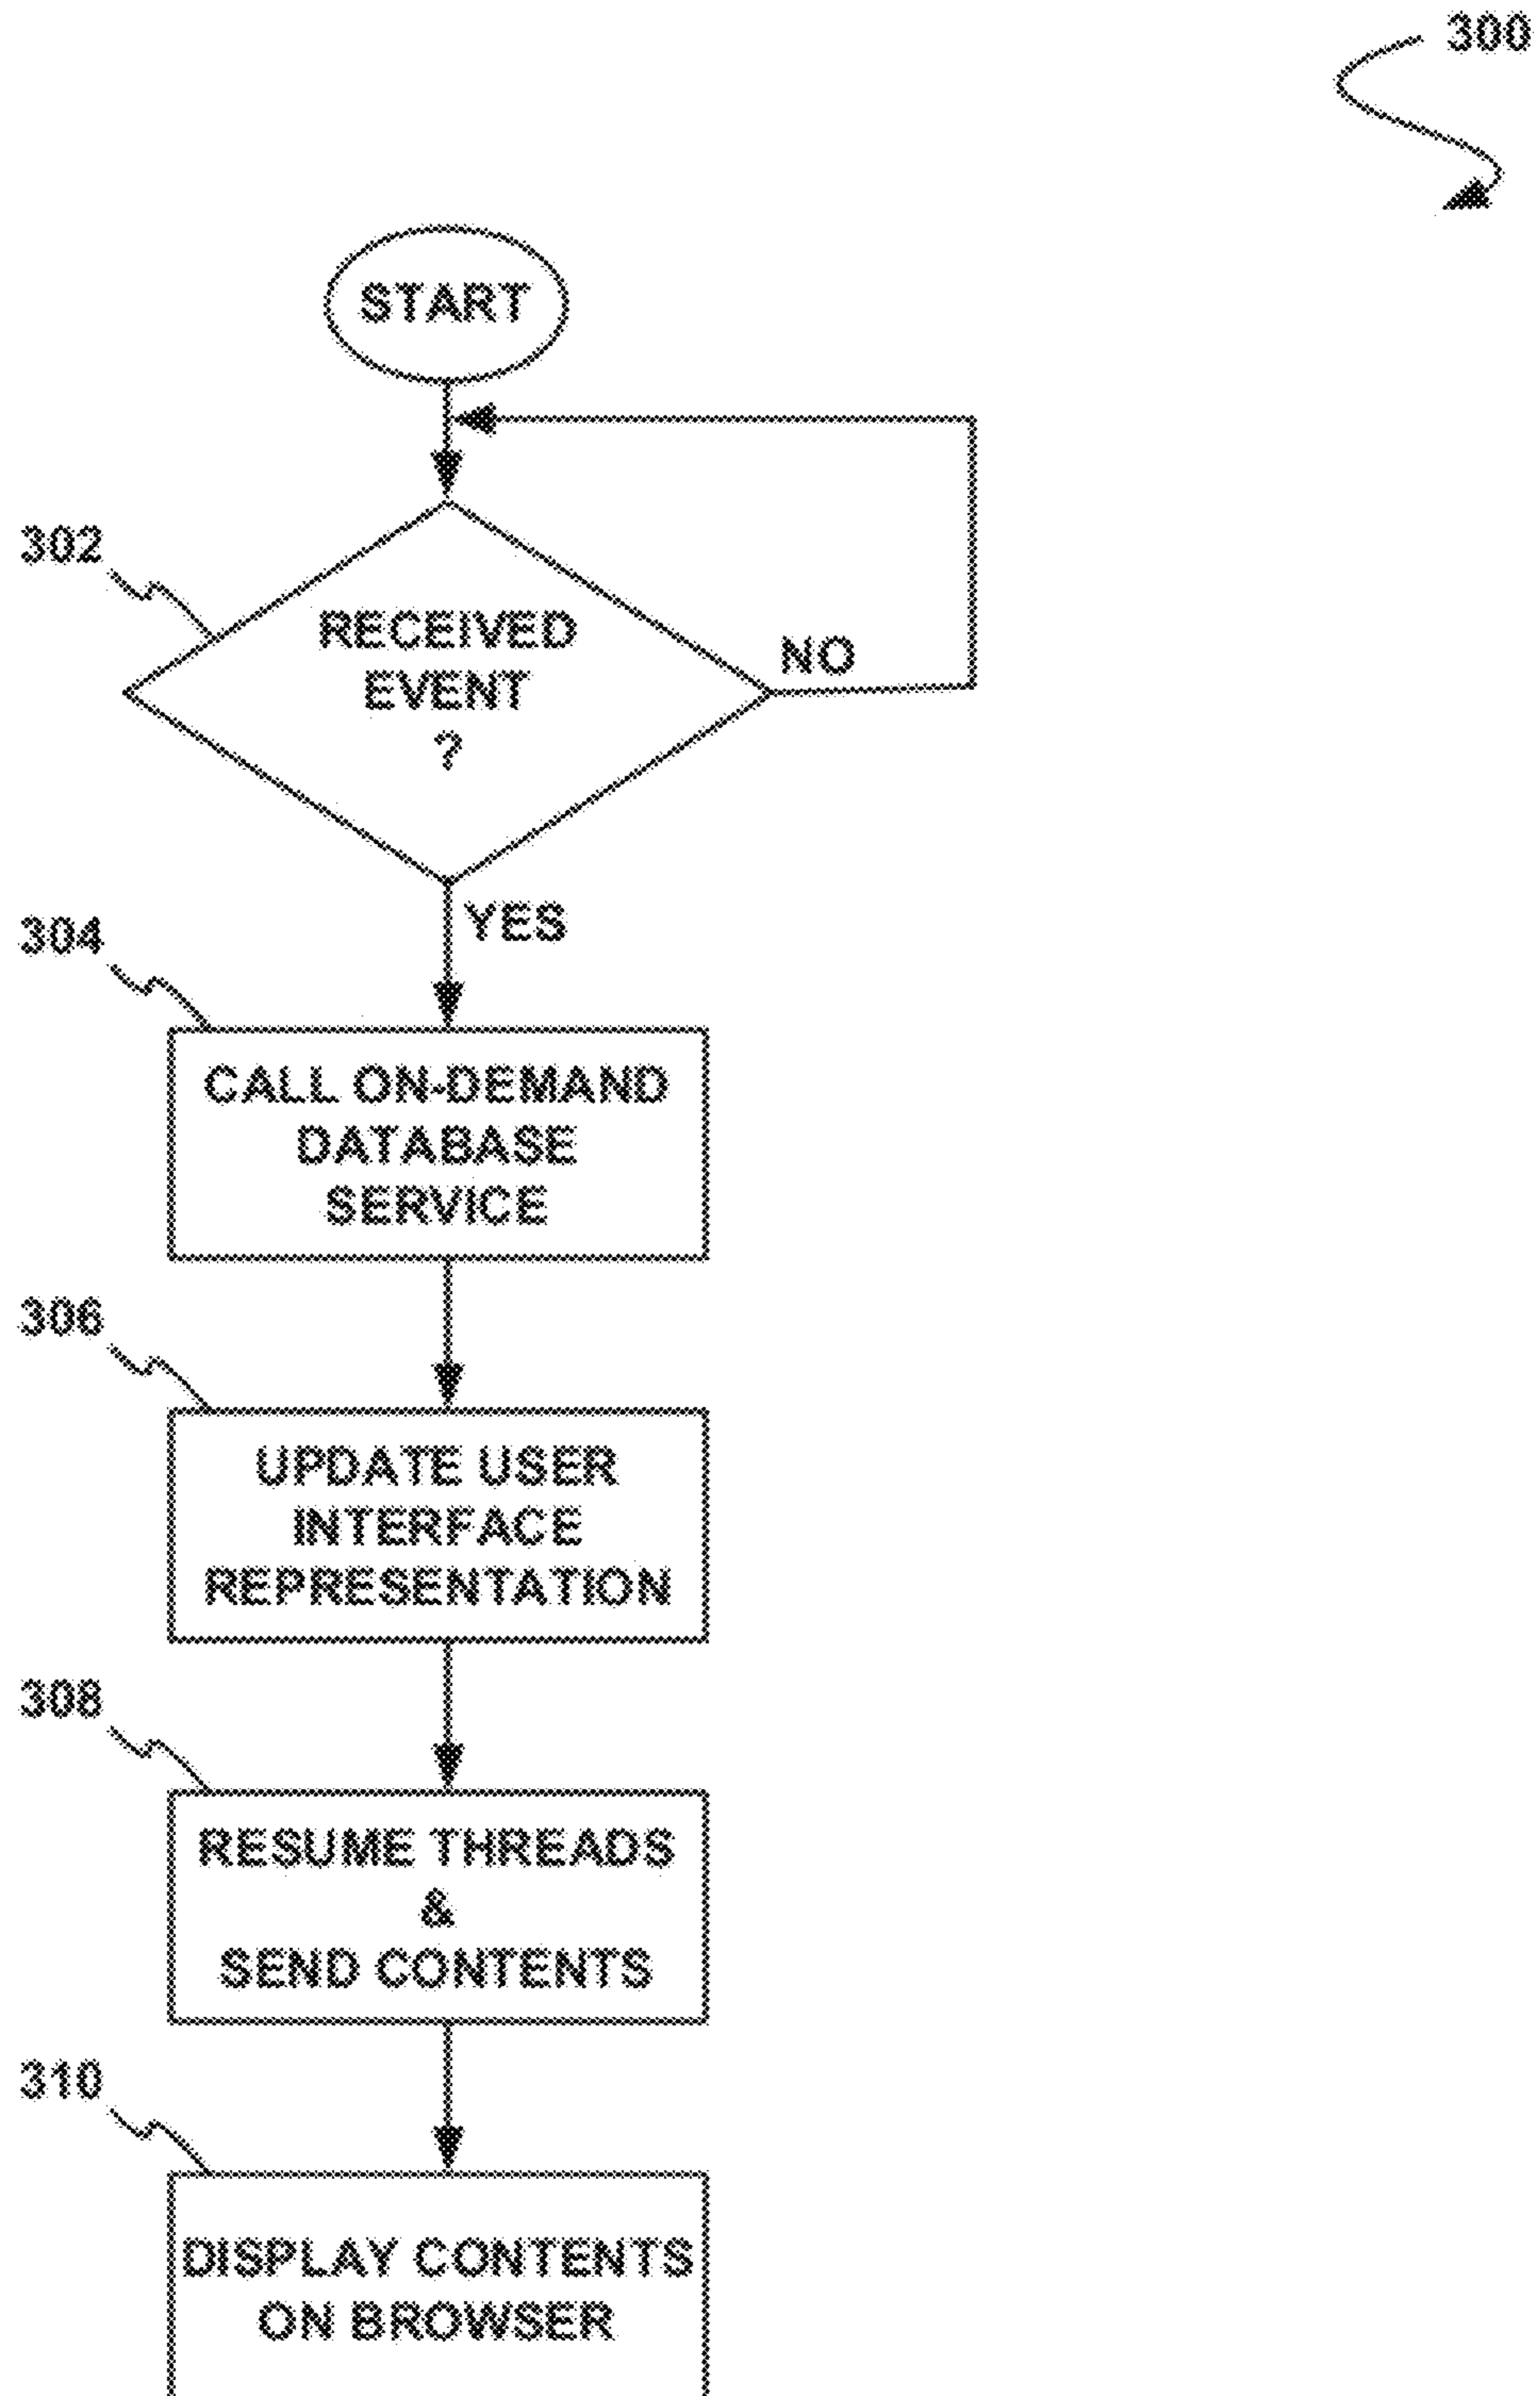 300
START
302
RECEIVED
EVENT
?
NO
YES
304
CALL ON-DEMAND
DATABASE
SERVICE
306
UPDATE USER
INTERFACE
REPRESENTATION
308
RESUME THREADS
&
SEND CONTENTS
310
DISPLAY CONTENTS
ON BROWSER